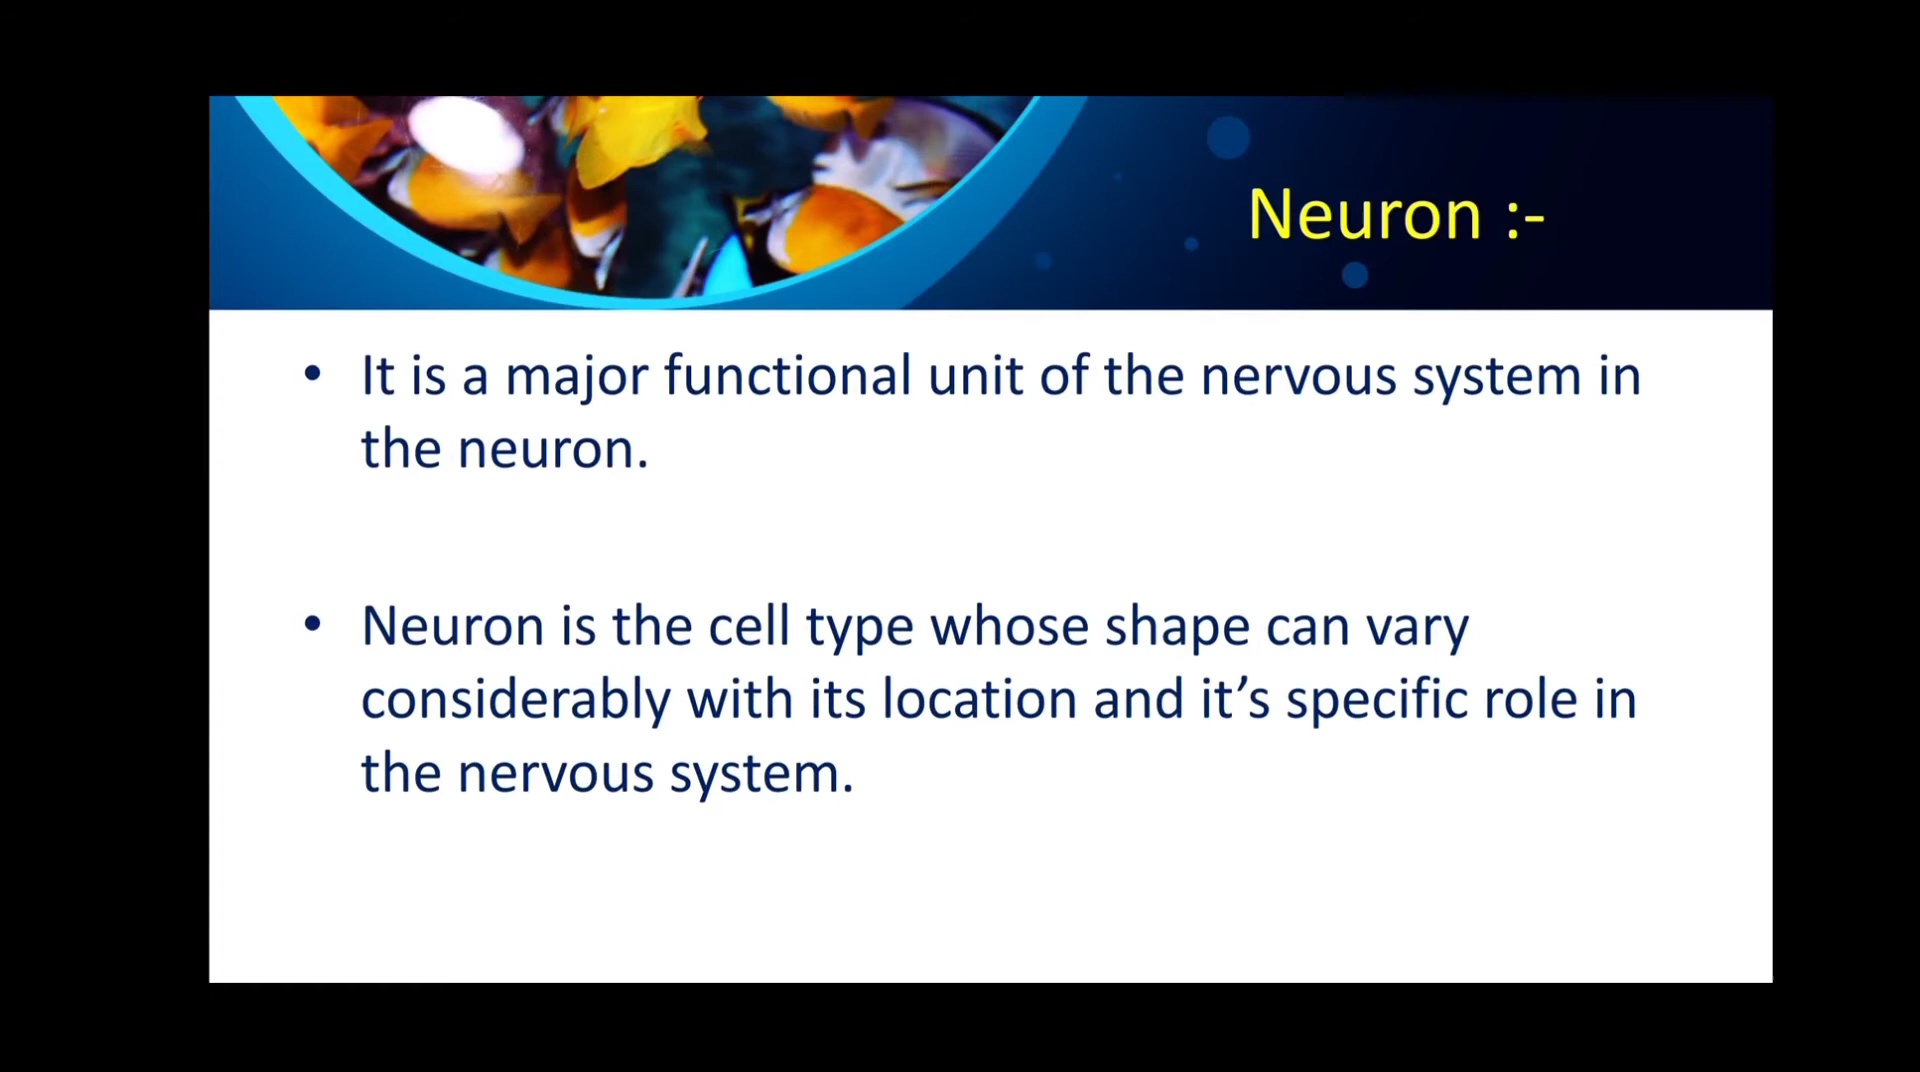 Neuron :-
• It is a major functional unit of the nervous system in
the neuron.
• Neuron is the cell type whose shape can vary
considerably with its location and it’s specific role in
the nervous system.